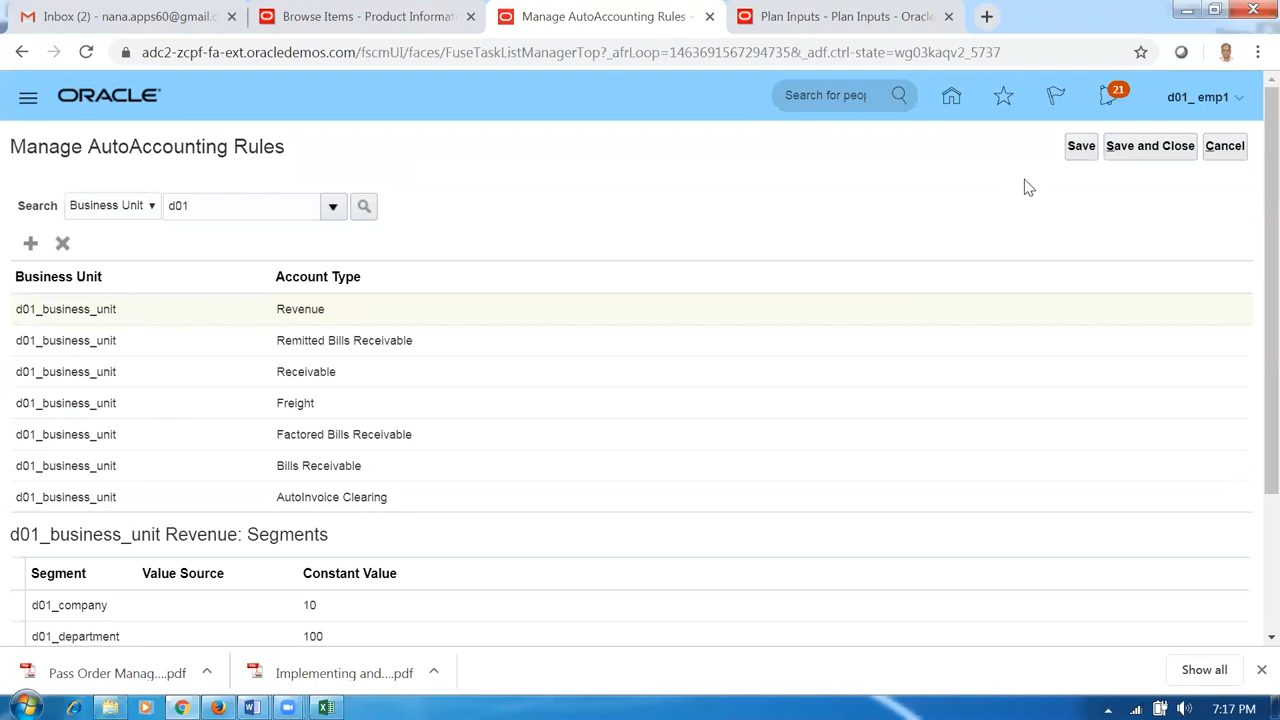 Inbox (2) - nana.apps60@gmail.c
Browse Items - Product Informat
Manage AutoAccounting Rules -
Plan Inputs - Plan Inputs - Oracl
adc2-zcpf-fa-ext.oracledemos.com/fscmUI/faces/FuseTaskListManagerTop?_afrLoop=1463691567294735&_adf.ctrl-state=wg03kaqv2_5737
ORACLE
Search for peop
21
d01_ emp1
Manage AutoAccounting Rules
Save
Save and Close
Cancel
Search
Business Unit
d01
Business Unit Account Type
d01_business_unit Revenue
d01_business_unit Remitted Bills Receivable
d01_business_unit Receivable
d01_business_unit Freight
d01_business_unit Factored Bills Receivable
d01_business_unit Bills Receivable
d01_business_unit AutoInvoice Clearing
d01_business_unit Revenue: Segments
Segment Value Source Constant Value
d01_company 10
d01_department 100
Pass Order Manag....pdf
Implementing and....pdf
Show all
7:17 PM